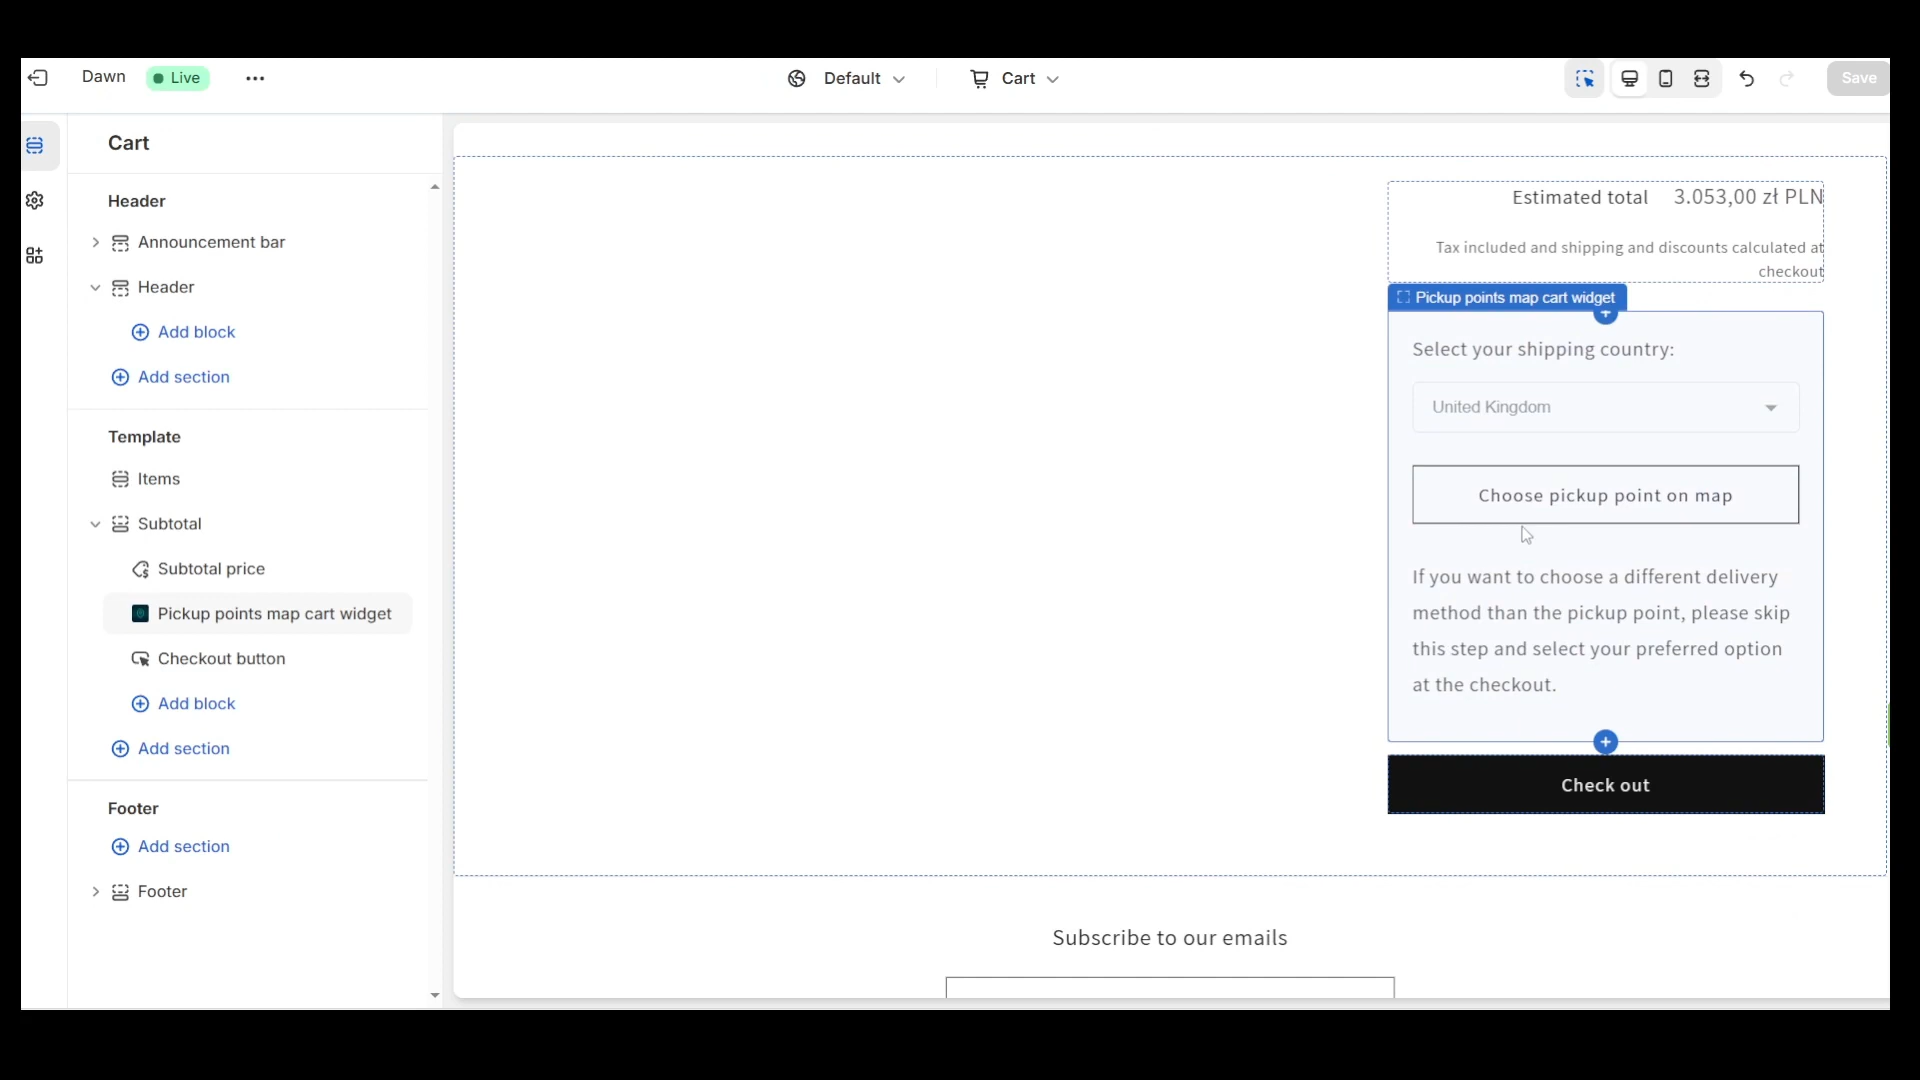 Dawn
Live
Default
Cart
Save
Cart
Header
Announcement bar
Header
Add block
Add section
Template
Items
Subtotal
Subtotal price
Pickup points map cart widget
Checkout button
Add block
Add section
Footer
Add section
Footer
Estimated total 3.053,00 zł PLN
Tax included and shipping and discounts calculated at
checkout
Pickup points map cart widget
Select your shipping country:
United Kingdom
Choose pickup point on map
If you want to choose a different delivery
method than the pickup point, please skip
this step and select your preferred option
at the checkout.
Check out
Subscribe to our emails